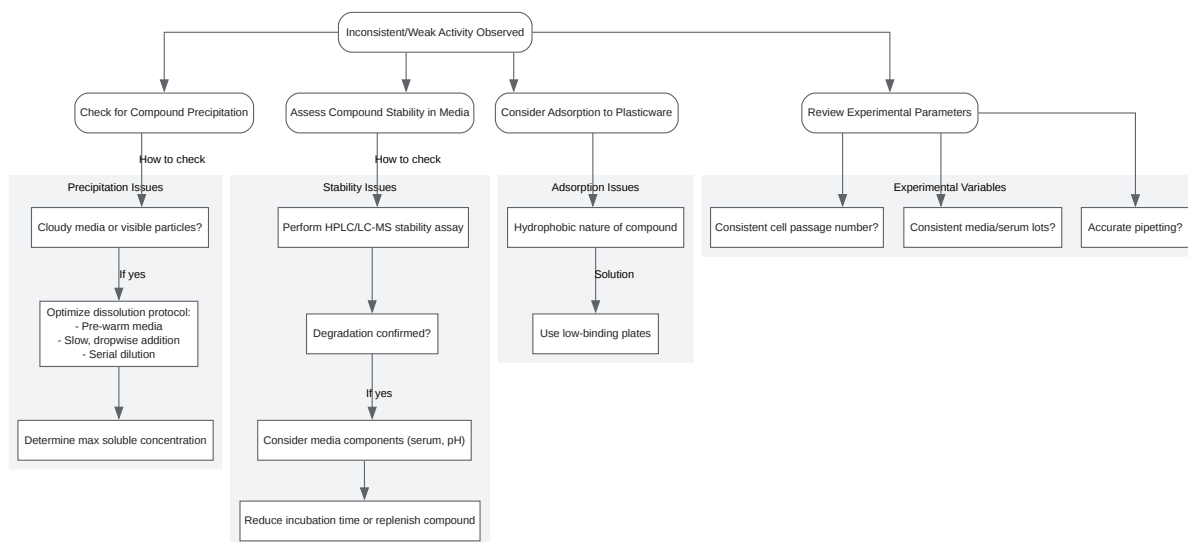 Inconsistent/Weak Activity Observed
Check for Compound Precipitation
Assess Compound Stability in Media
Consider Adsorption to Plasticware
Review Experimental Parameters
How to check
How to check
Precipitation Issues
Stability Issues
Adsorption Issues
Experimental Variables
Cloudy media or visible particles?
Perform HPLC/LC-MS stability assay
Hydrophobic nature of compound
Consistent cell passage number?
Consistent media/serum lots?
Accurate pipetting?
If yes
Solution
Optimize dissolution protocol:
- Pre-warm media
- Slow, dropwise addition
- Serial dilution
Degradation confirmed?
Use low-binding plates
If yes
Determine max soluble concentration
Consider media components (serum, pH)
Reduce incubation time or replenish compound